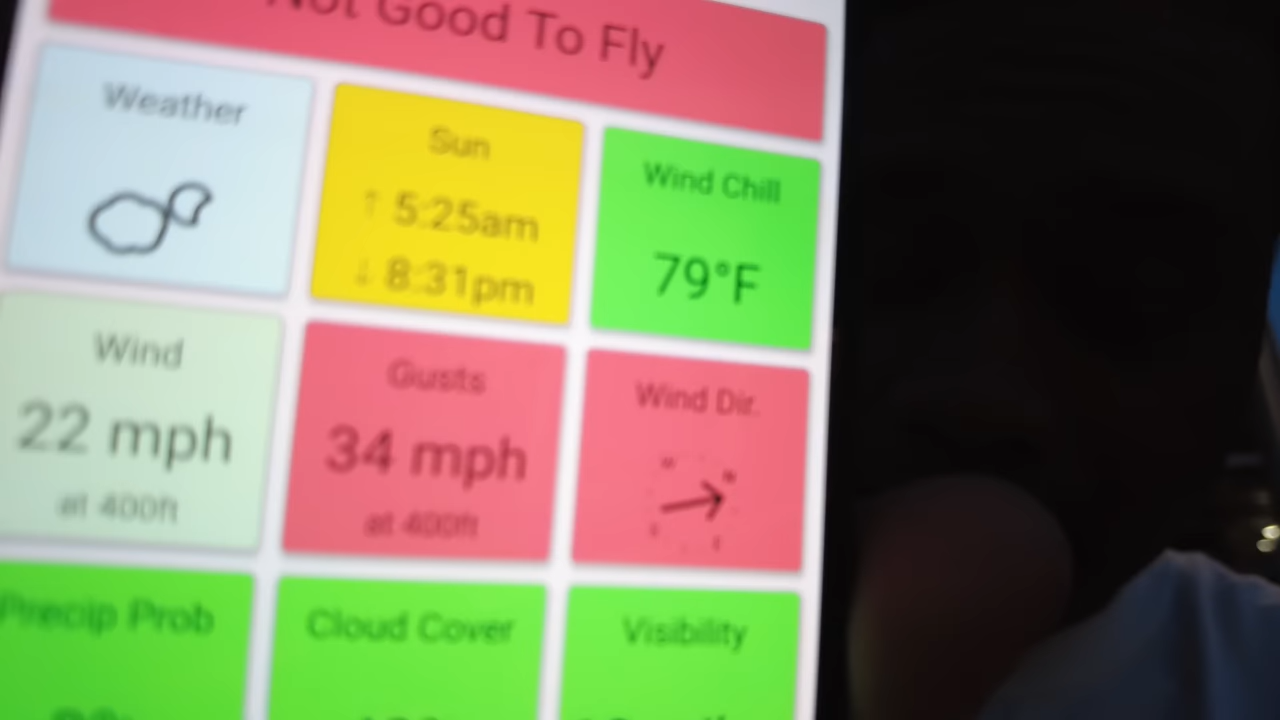 Not Good To Fly
Weather
Sun
↑ 5:25am
↓ 8:31pm
Wind Chill
79°F
Wind
22 mph
at 400ft
Gusts
34 mph
at 400ft
Wind Dir.
Precip Prob
Cloud Cover
Visibility